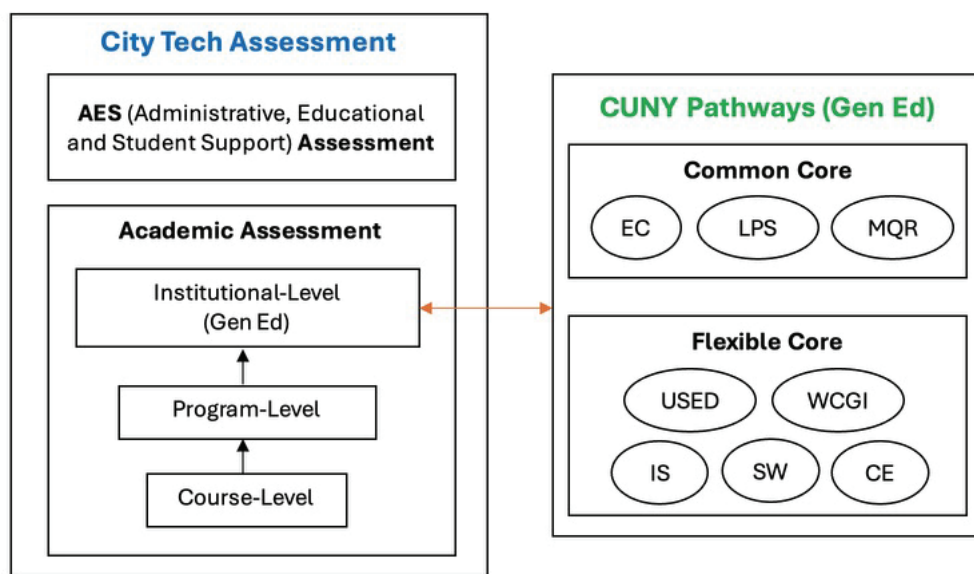 City Tech Assessment
AES (Administrative, Educational
and Student Support) Assessment
Academic Assessment
Institutional-Level
(Gen Ed)
Program-Level
Course-Level
CUNY Pathways (Gen Ed)
Common Core
EC
LPS
MQR
Flexible Core
USED
WCGI
IS
SW
CE